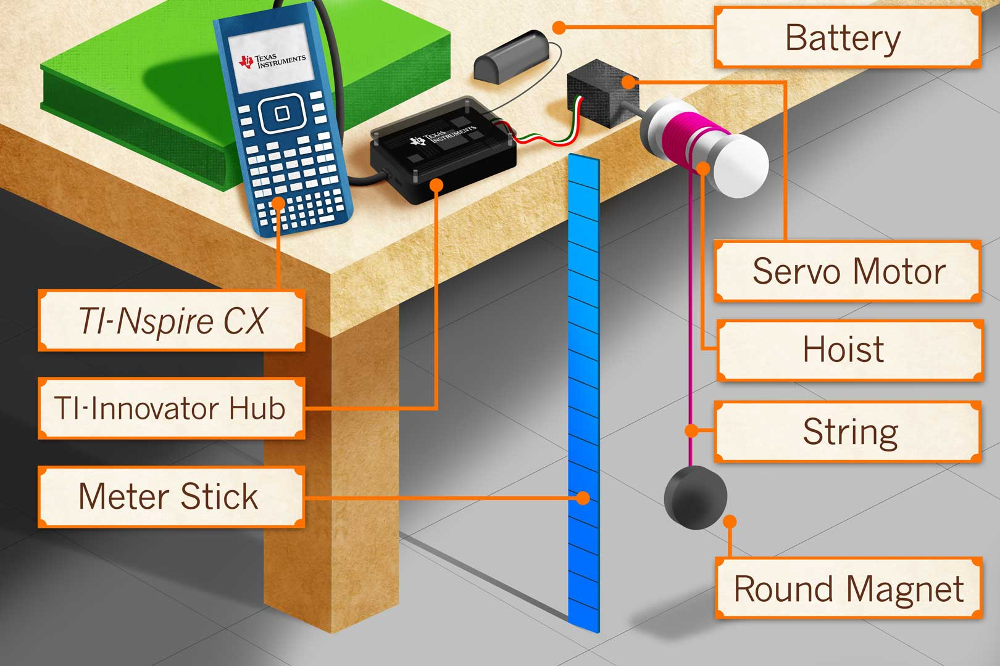 Battery
TEXAS
INSTRUMENTS
TEXAS
INSTRUMENTS
Servo Motor
TI-Nspire CX
Hoist
TI-Innovator Hub
String
Meter Stick
Round Magnet